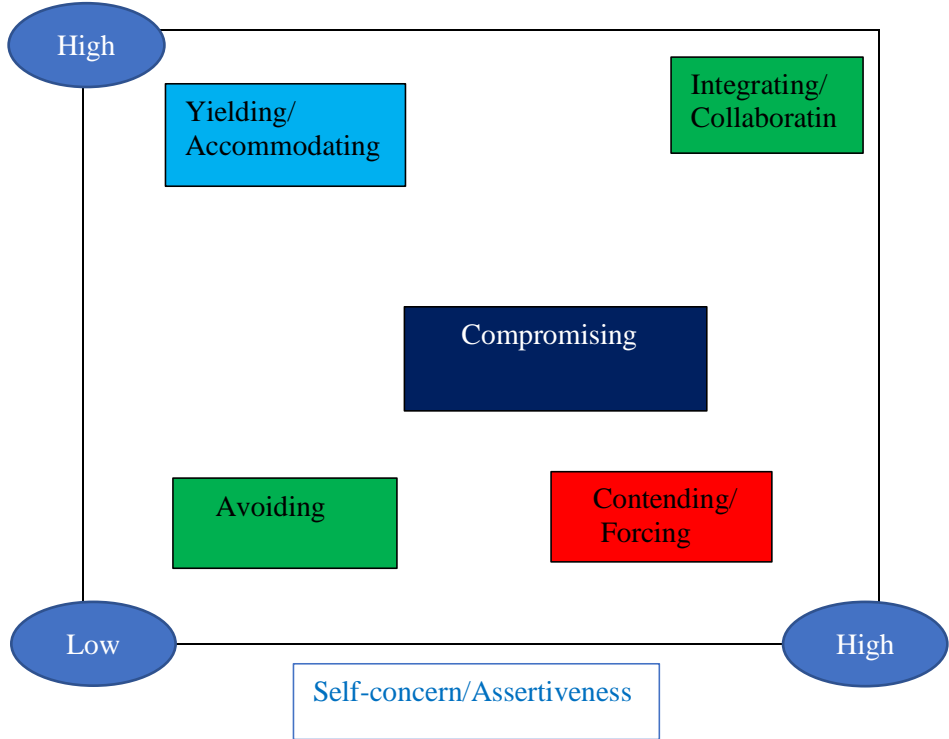 High
Yielding/
Accommodating
Integrating/
Collaboratin
Compromising
Avoiding
Contending/
Forcing
Low
High
Self-concern/Assertiveness